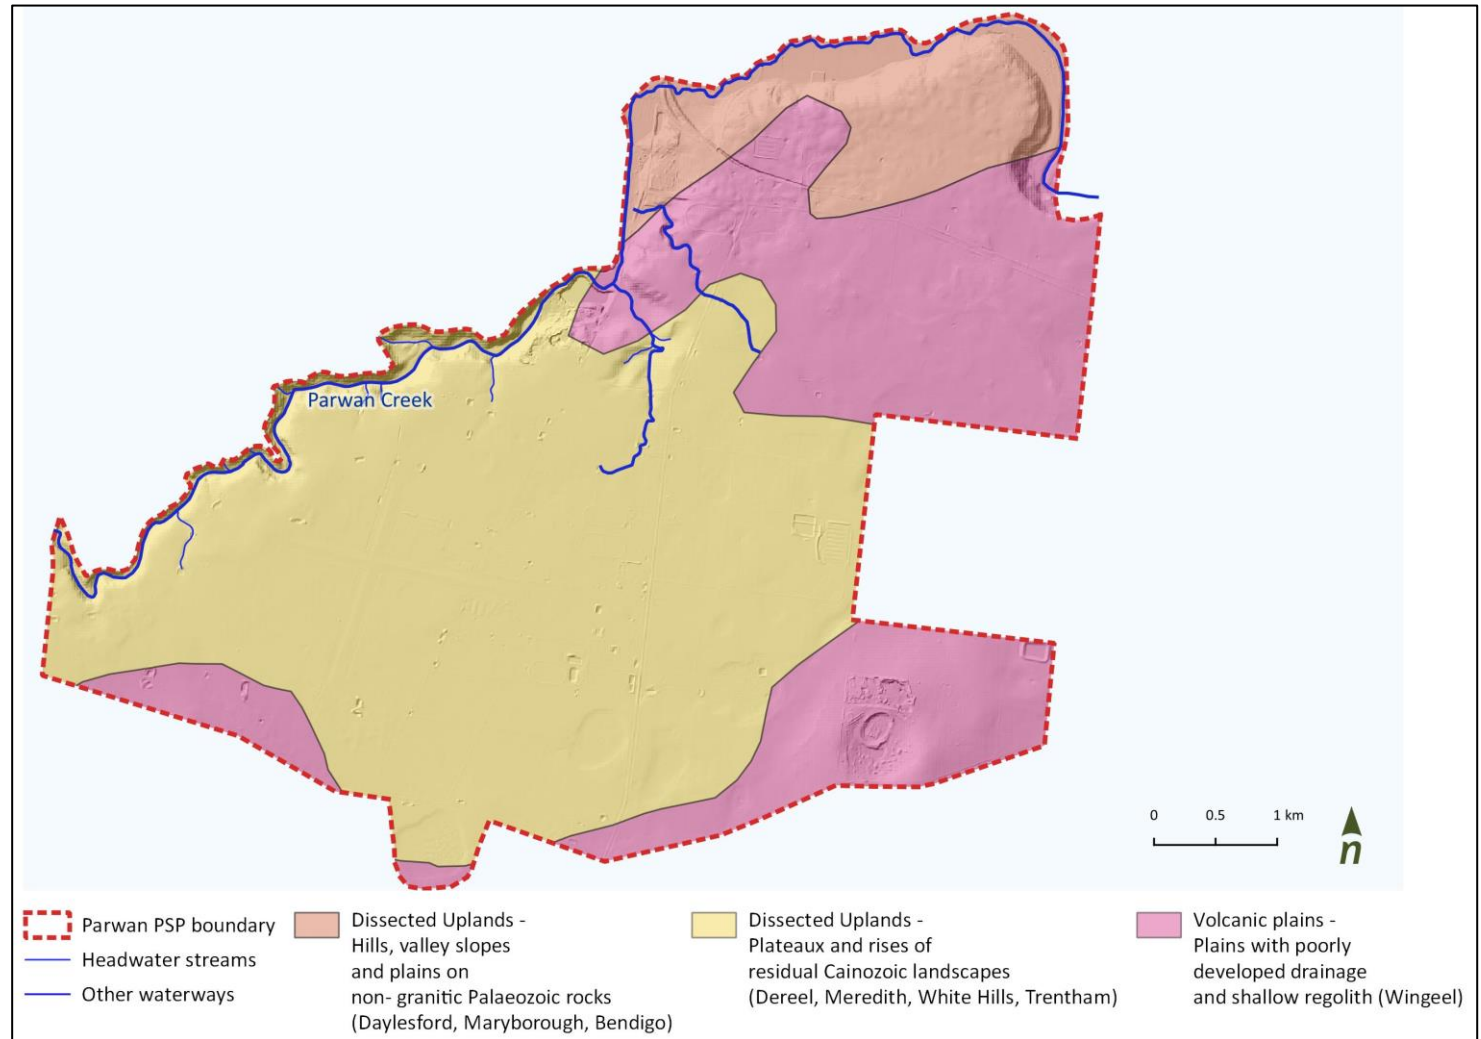 Parwan Creek
0 0.5 1 km
n
Parwan PSP boundary
Headwater streams
Other waterways
Dissected Uplands -
Hills, valley slopes
and plains on
non- granitic Palaeozoic rocks
(Daylesford, Maryborough, Bendigo)
Dissected Uplands -
Plateaux and rises of
residual Cainozoic landscapes
(Dereel, Meredith, White Hills, Trentham)
Volcanic plains -
Plains with poorly
developed drainage
and shallow regolith (Wingeel)